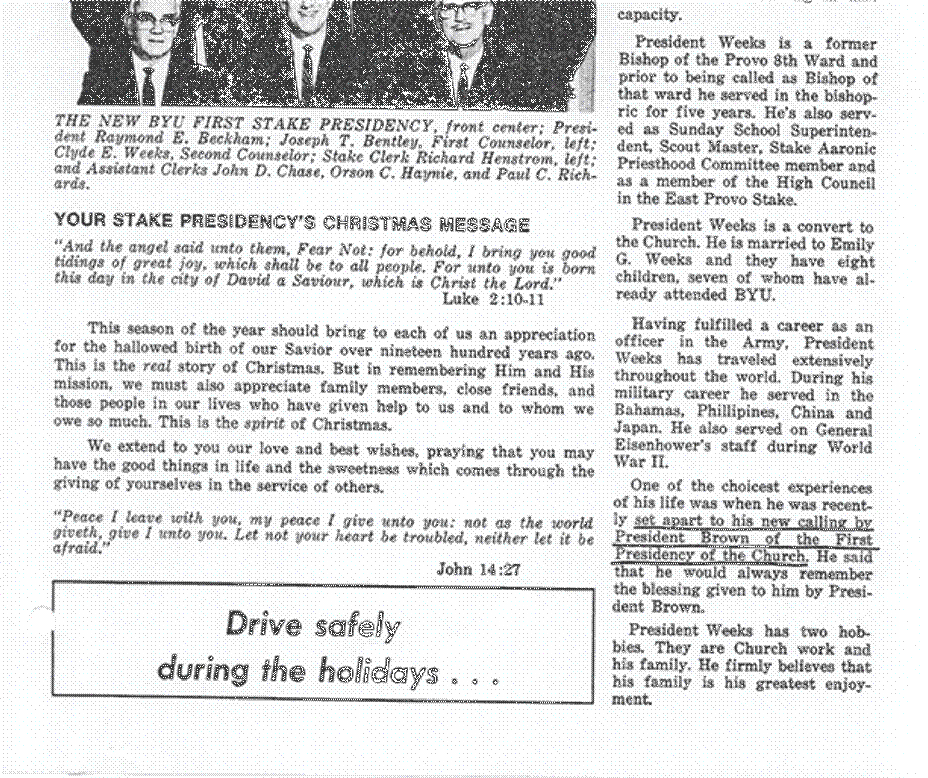 THE NEW BYU FIRST STAKE PRESIDENCY, front center; Presi-
dent Raymond E. Beckham; Joseph T. Bentley, First Counselor, left;
Clyde E. Weeks, Second Counselor; Stake Clerk Richard Henstrom, left;
and Assistant Clerks John D. Chase, Orson C. Haynie, and Paul C. Rich-
ards.
YOUR STAKE PRESIDENCY'S CHRISTMAS MESSAGE
"And the angel said unto them, Fear Not: for behold, I bring you good
tidings of great joy, which shall be to all people. For unto you is born
this day in the city of David a Saviour, which is Christ the Lord."
Luke 2:10-11
This season of the year should bring to each of us an appreciation
for the hallowed birth of our Savior over nineteen hundred years ago.
This is the real story of Christmas. But in remembering Him and His
mission, we must also appreciate family members, close friends, and
those people in our lives who have given help to us and to whom we
owe so much. This is the spirit of Christmas.
We extend to you our love and best wishes, praying that you may
have the good things in life and the sweetness which comes through the
giving of yourselves in the service of others.
"Peace I leave with you, my peace I give unto you: not as the world
giveth, give I unto you. Let not your heart be troubled, neither let it be
afraid."
John 14:27
Drive safely
during the holidays . . .
capacity.
President Weeks is a former
Bishop of the Provo 8th Ward and
prior to being called as Bishop of
that ward he served in the bishop-
ric for five years. He's also serv-
ed as Sunday School Superinten-
dent, Scout Master, Stake Aaronic
Priesthood Committee member and
as a member of the High Council
in the East Provo Stake.
President Weeks is a convert to
the Church. He is married to Emily
G. Weeks and they have eight
children, seven of whom have al-
ready attended BYU.
Having fulfilled a career as an
officer in the Army, President
Weeks has traveled extensively
throughout the world. During his
military career he served in the
Bahamas, Phillipines, China and
Japan. He also served on General
Eisenhower's staff during World
War II.
One of the choicest experiences
of his life was when he was recent-
ly set apart to his new calling by
President Brown of the First
Presidency of the Church. He said
that he would always remember
the blessing given to him by Presi-
dent Brown.
President Weeks has two hob-
bies. They are Church work and
his family. He firmly believes that
his family is his greatest enjoy-
ment.